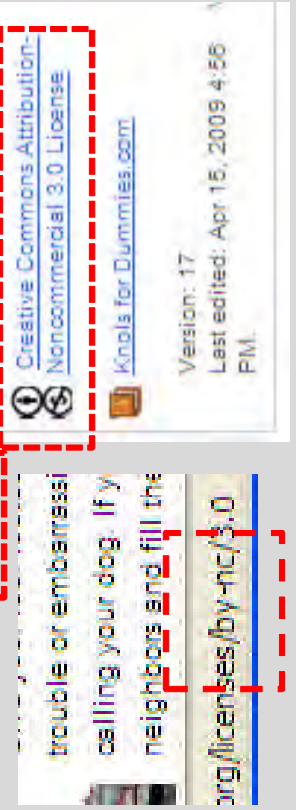 Creative Commons Attribution-
Noncommercial 3.0 License
Knols for Dummies.com
Version: 17
Last edited: Apr 15, 2009 4:56
PM.
trouble or embarrassi
calling your dog. If y
neighbors and fill the
org/licenses/by-nc/3.0